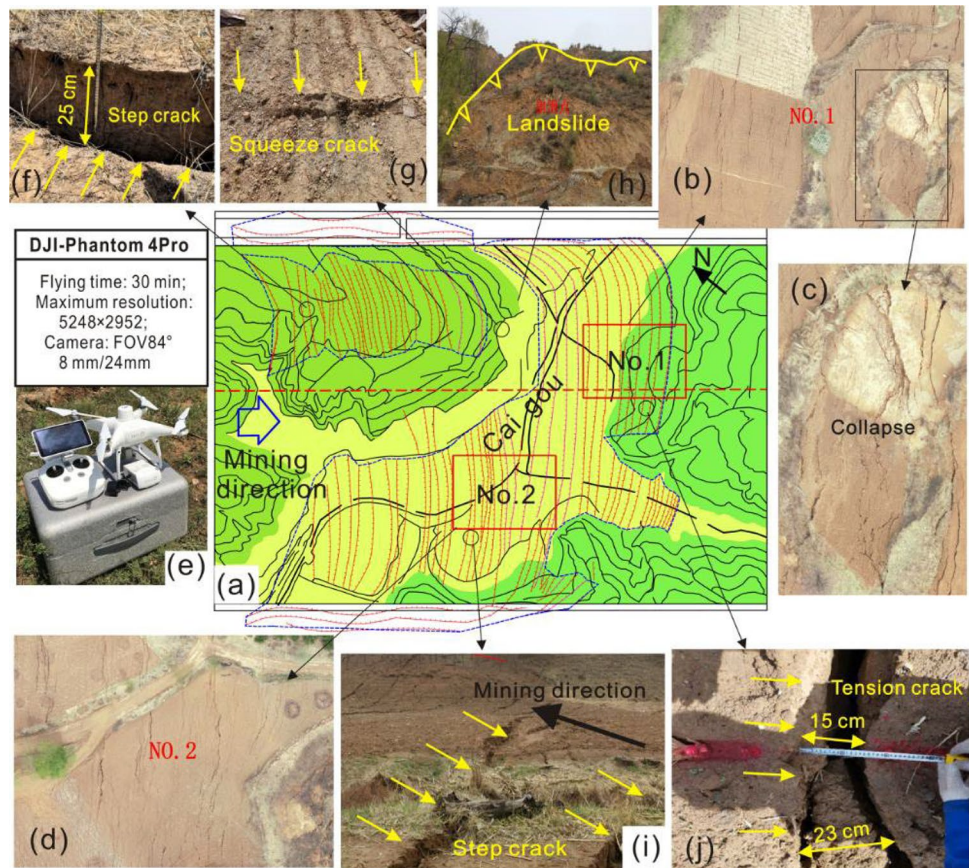 25 cm
Step crack
(f)
Squeeze crack
(g)
Landslide
(h)
NO.1
(b)
DJI-Phantom 4Pro
Flying time: 30 min;
Maximum resolution:
5248×2952;
Camera: FOV84°
8 mm/24mm
(e)
N
No.1
Cai gou
Mining
direction
No.2
(a)
(c)
Collapse
NO.2
(d)
Mining direction
Step crack
(i)
Tension crack
15 cm
23 cm
(j)